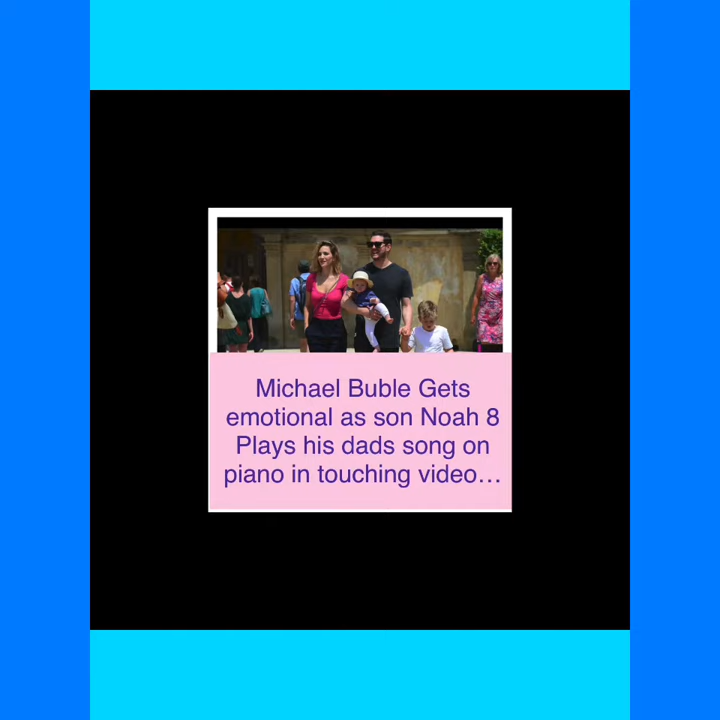 Michael Buble Gets
emotional as son Noah 8
Plays his dads song on
piano in touching video…